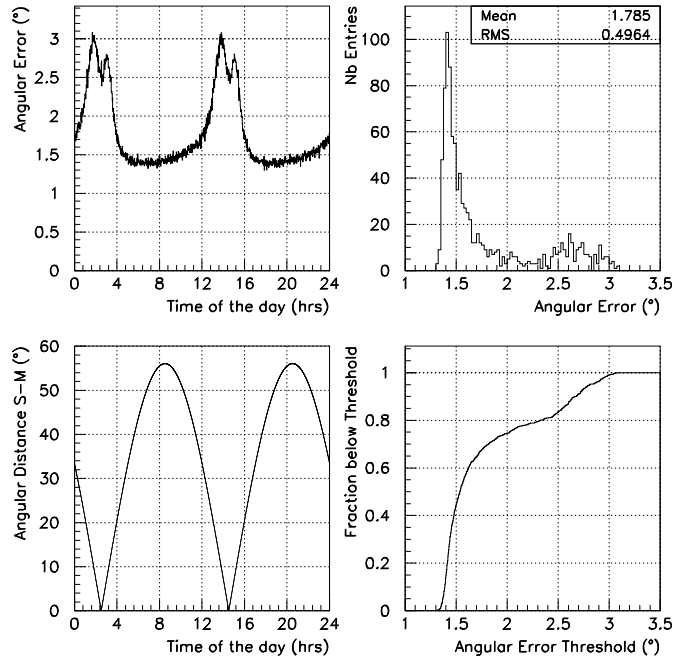 Angular Error (°)
3
2.5
2
1.5
1
0.5
0
0 4 8 12 16 20 24
Time of the day (hrs)
Nb Entries
Mean 1.785
RMS 0.4964
100
80
60
40
20
0
1 1.5 2 2.5 3 3.5
Angular Error (°)
Angular Distance S-M (°)
60
50
40
30
20
10
0
0 4 8 12 16 20 24
Time of the day (hrs)
Fraction below Threshold
1
0.8
0.6
0.4
0.2
0
1 1.5 2 2.5 3 3.5
Angular Error Threshold (°)